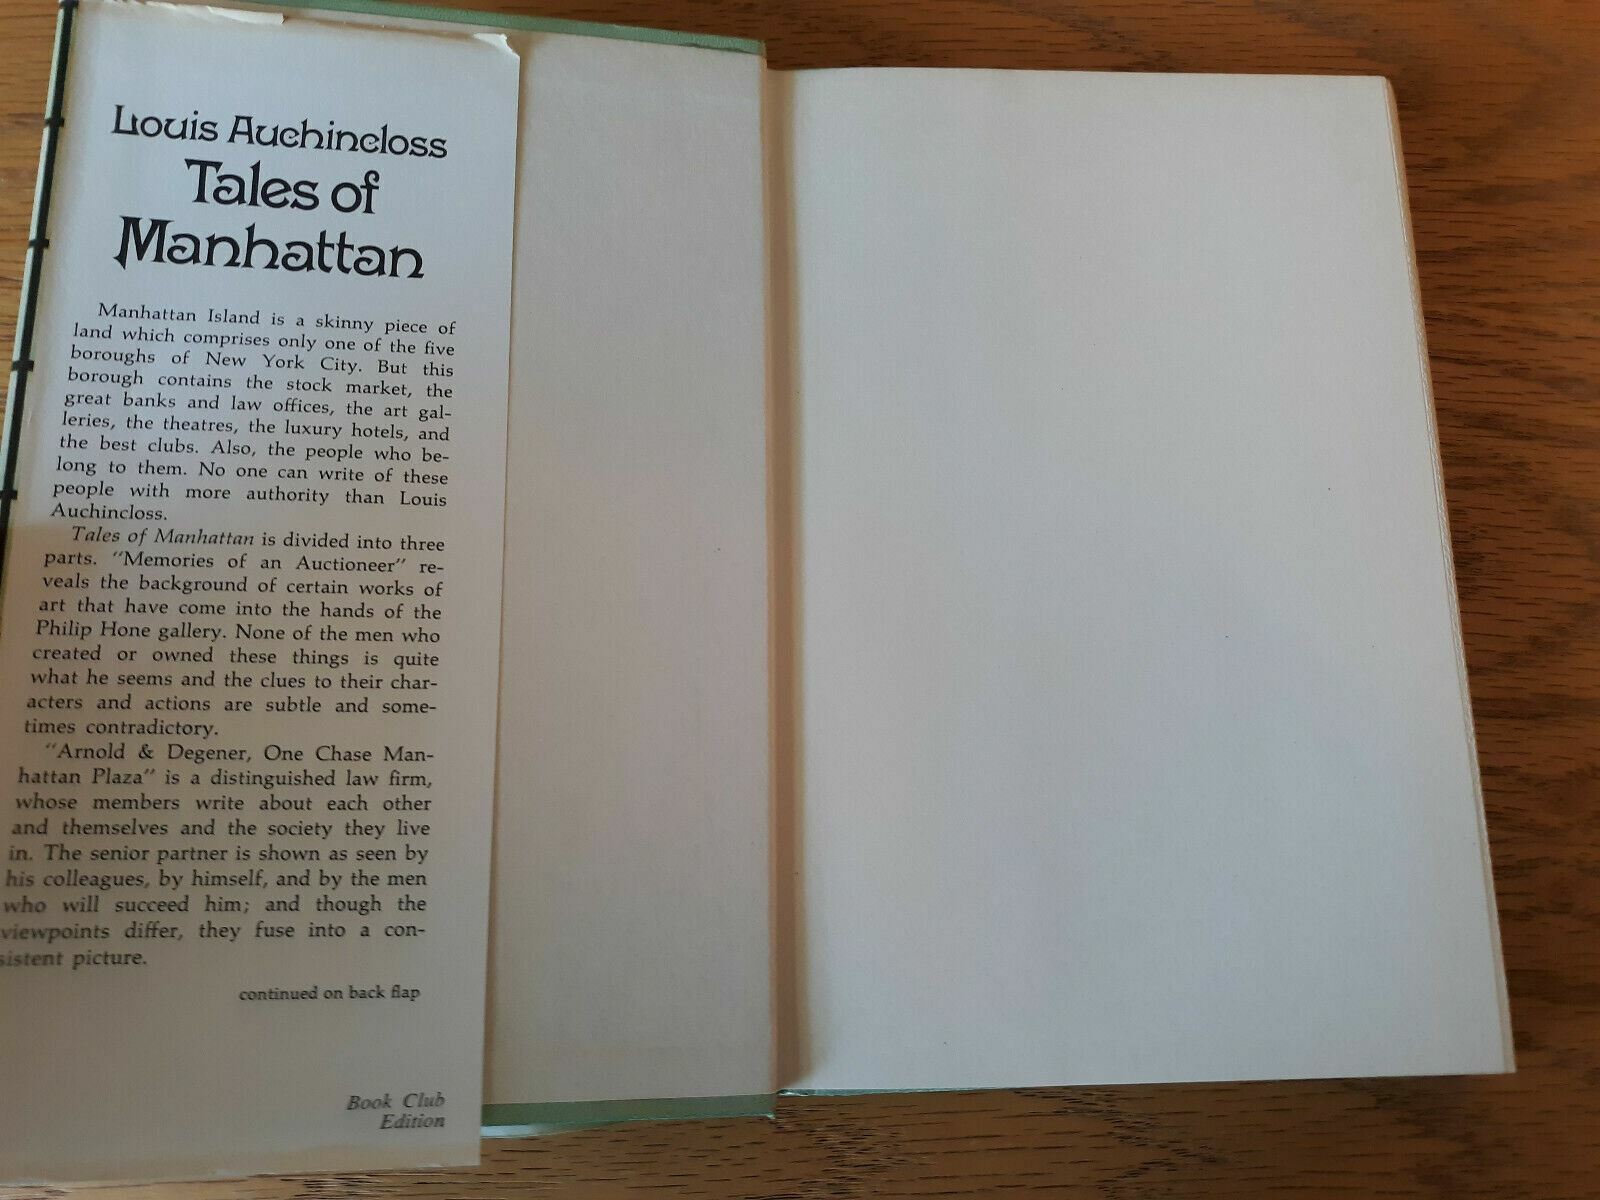 Louis Auchincloss
Tales of
Manhattan
Manhattan Island is a skinny piece of
land which comprises only one of the five
boroughs of New York City. But this
borough contains the stock market, the
great banks and law offices, the art gal-
leries, the theatres, the luxury hotels, and
the best clubs. Also, the people who be-
long to them. No one can write of these
people with more authority than Louis
Auchincloss.
Tales of Manhattan is divided into three
parts. "Memories of an Auctioneer" re-
veals the background of certain works of
art that have come into the hands of the
Philip Hone gallery. None of the men who
created or owned these things is quite
what he seems and the clues to their char-
acters and actions are subtle and some-
times contradictory.
"Arnold & Degener, One Chase Man-
hattan Plaza" is a distinguished law firm,
whose members write about each other
and themselves and the society they live
in. The senior partner is shown as seen by
his colleagues, by himself, and by the men
who will succeed him; and though the
viewpoints differ, they fuse into a con-
sistent picture.
continued on back flap
Book Club
Edition